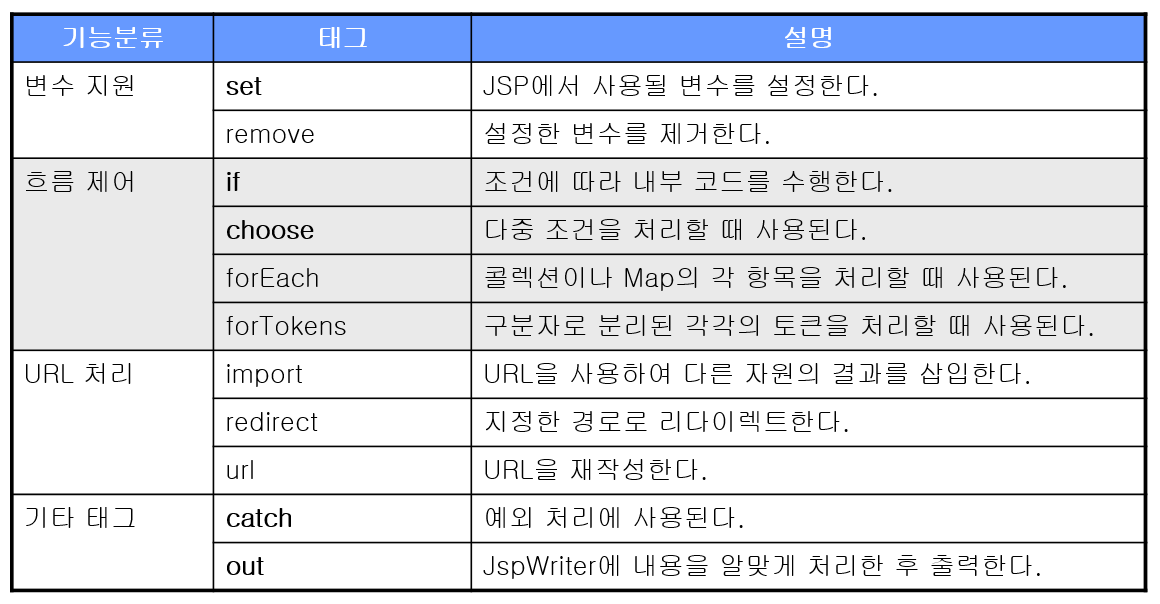 기능분류 태그 설명
변수 지원 set JSP에서 사용될 변수를 설정한다.
remove 설정한 변수를 제거한다.
흐름 제어 if 조건에 따라 내부 코드를 수행한다.
choose 다중 조건을 처리할 때 사용된다.
forEach 콜렉션이나 Map의 각 항목을 처리할 때 사용된다.
forTokens 구분자로 분리된 각각의 토큰을 처리할 때 사용된다.
URL 처리 import URL을 사용하여 다른 자원의 결과를 삽입한다.
redirect 지정한 경로로 리다이렉트한다.
url URL을 재작성한다.
기타 태그 catch 예외 처리에 사용된다.
out JspWriter에 내용을 알맞게 처리한 후 출력한다.